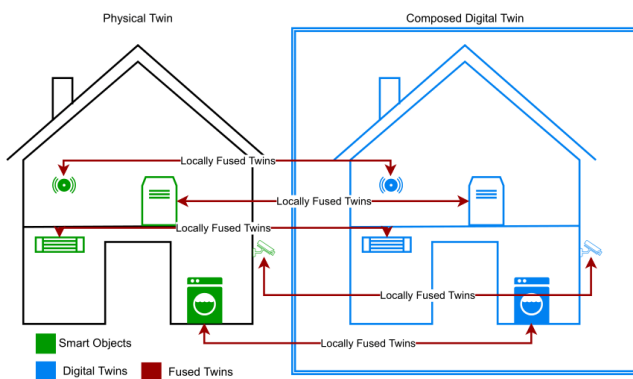 Physical Twin
Composed Digital Twin
Locally Fused Twins
Locally Fused Twins
Locally Fused Twins
Locally Fused Twins
Locally Fused Twins
Smart Objects
Digital Twins
Fused Twins